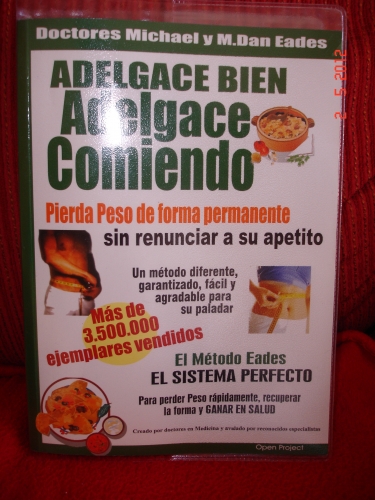 Doctores Michael y M.Dan Eades
ADELGACE BIEN
Adelgace
Comiendo
Pierda Peso de forma permanente
sin renunciar a su apetito
Un método diferente,
garantizado, fácil y
agradable para
su paladar
Más de
3.500.000
ejemplares vendidos
El Método Eades
EL SISTEMA PERFECTO
Para perder Peso rápidamente, recuperar
la forma y GANAR EN SALUD
Creado por doctores en Medicina y avalado por reconocidos especialistas
Open Project
2 5 2012